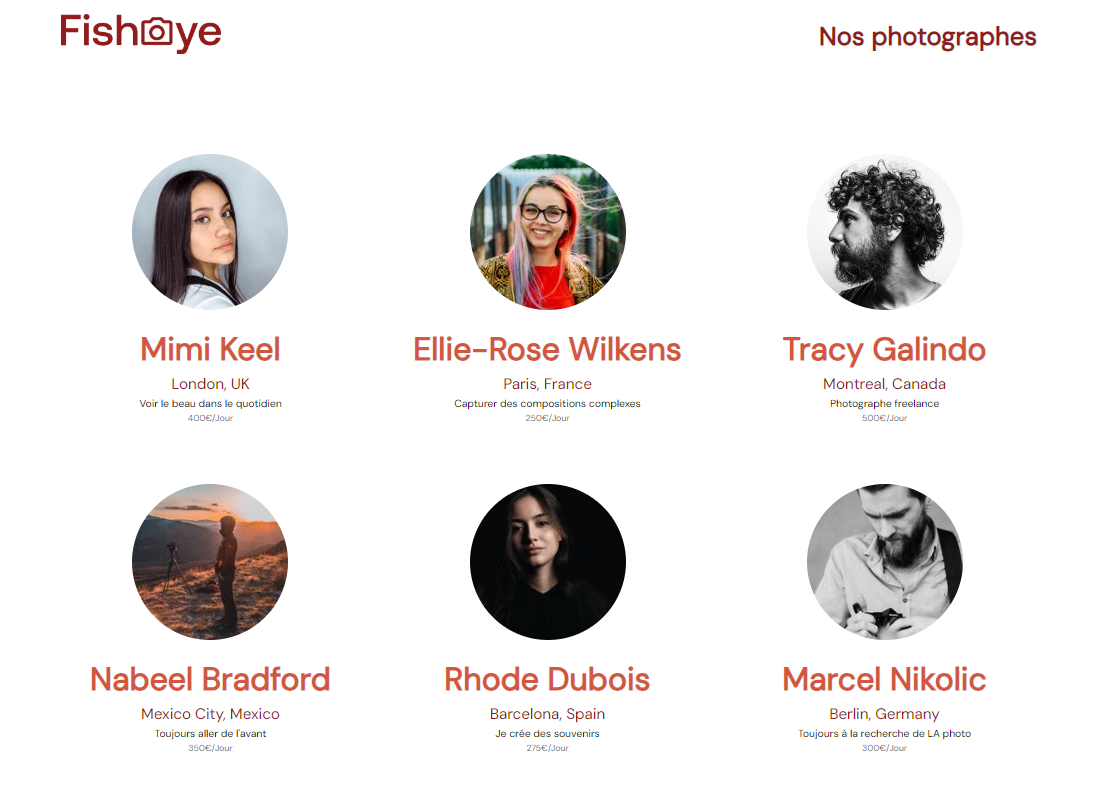 Fisheye
Nos photographes
Mimi Keel
London, UK
Voir le beau dans le quotidien
400€/Jour
Ellie-Rose Wilkens
Paris, France
Capturer des compositions complexes
250€/Jour
Tracy Galindo
Montreal, Canada
Photographe freelance
500€/Jour
Nabeel Bradford
Mexico City, Mexico
Toujours aller de l'avant
350€/Jour
Rhode Dubois
Barcelona, Spain
Je crée des souvenirs
275€/Jour
Marcel Nikolic
Berlin, Germany
Toujours à la recherche de LA photo
300€/Jour